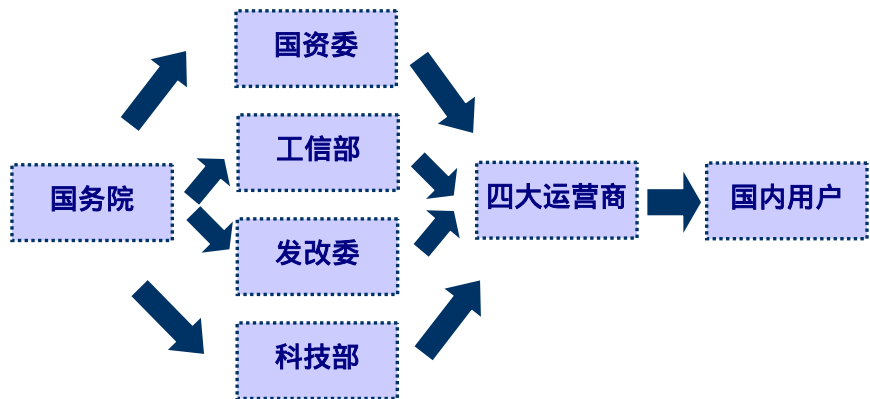 国资委
工信部
国务院
四大运营商
国内用户
发改委
科技部